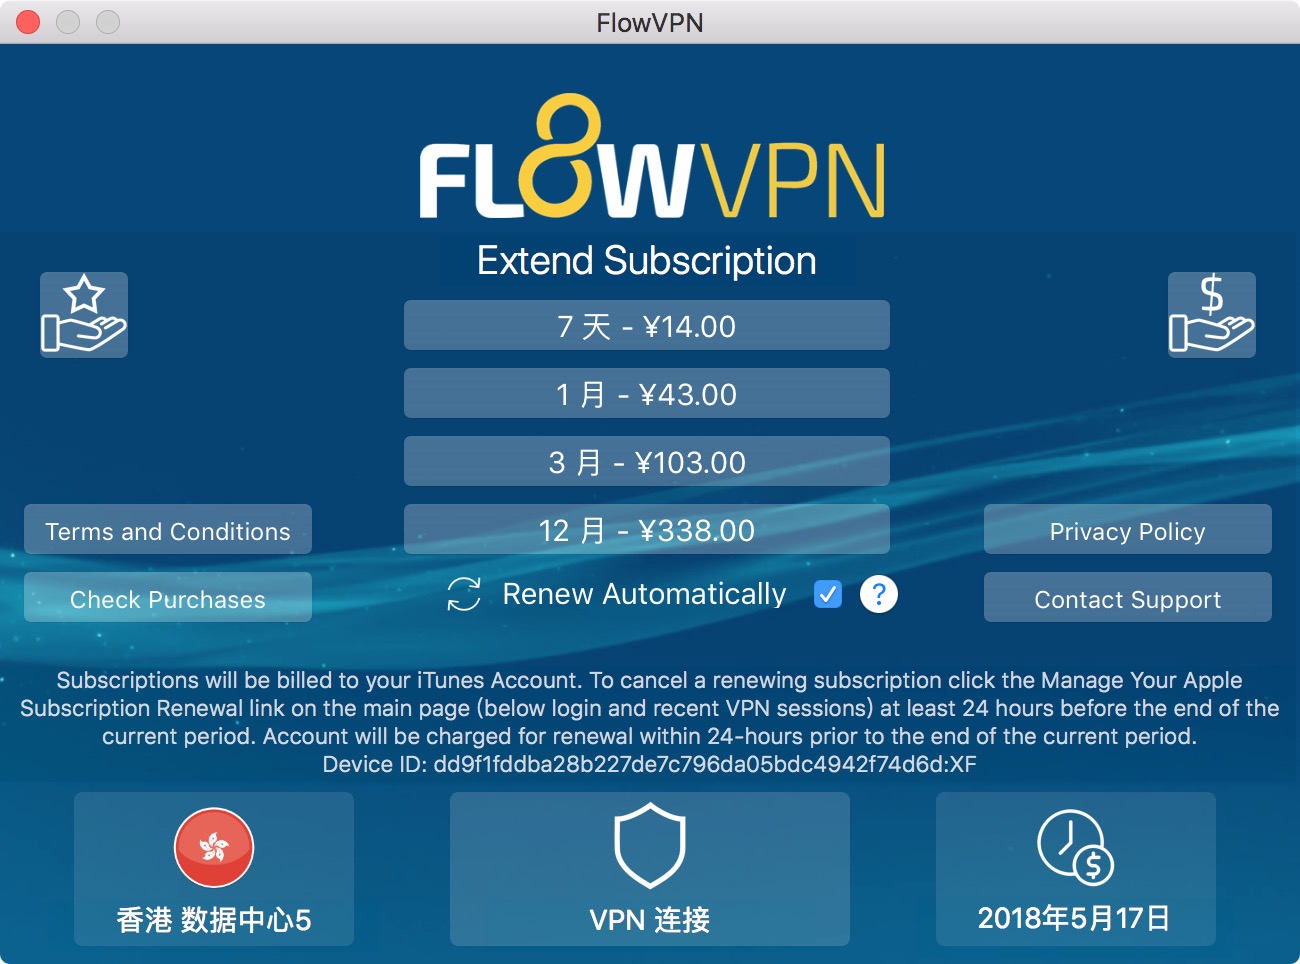 FlowVPN
FLOWVPN
Extend Subscription
$
7 天 - ¥14.00
1 月 - ¥43.00
3 月 - ¥103.00
Terms and Conditions
12 月 - ¥338.00
Privacy Policy
Check Purchases
Renew Automatically
?
Contact Support
Subscriptions will be billed to your iTunes Account. To cancel a renewing subscription click the Manage Your Apple
Subscription Renewal link on the main page (below login and recent VPN sessions) at least 24 hours before the end of the
current period. Account will be charged for renewal within 24-hours prior to the end of the current period.
Device ID: dd9f1fddba28b227de7c796da05bdc4942f74d6d:XF
$
香港 数据中心5
VPN 连接
2018年5月17日